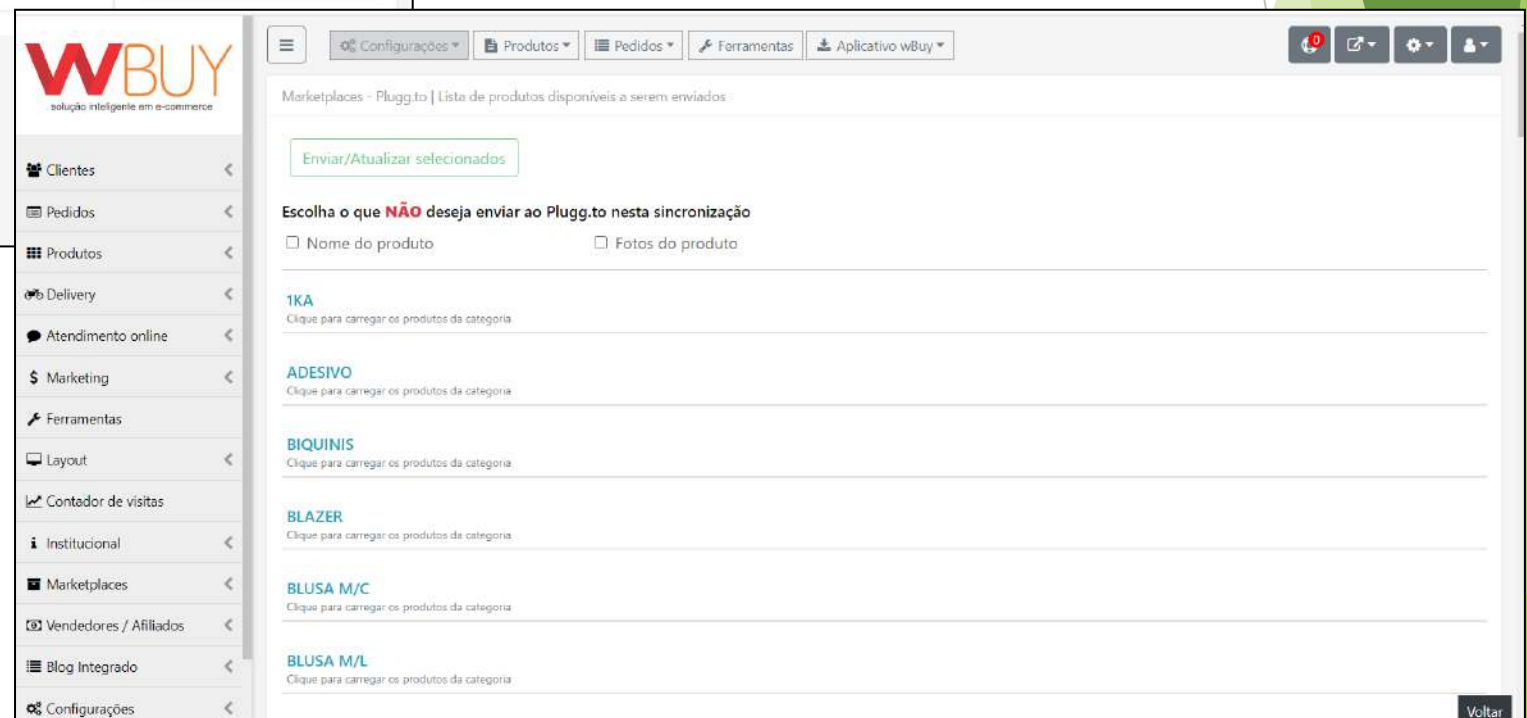 WBUY
solução inteligente em e-commerce
Clientes
Pedidos
Produtos
Delivery
Atendimento online
$ Marketing
Ferramentas
Layout
Contador de visitas
Institucional
Marketplaces
Vendedores / Afiliados
Blog Integrado
Configurações
Configurações Produtos Pedidos Ferramentas Aplicativo wBuy 0
Marketplaces - Plugg.to | Lista de produtos disponíveis a serem enviados
Enviar/Atualizar selecionados
Escolha o que NÃO deseja enviar ao Plugg.to nesta sincronização
Nome do produto Fotos do produto
1KA
Clique para carregar os produtos da categoria
ADESIVO
Clique para carregar os produtos da categoria
BIQUINIS
Clique para carregar os produtos da categoria
BLAZER
Clique para carregar os produtos da categoria
BLUSA M/C
Clique para carregar os produtos da categoria
BLUSA M/L
Clique para carregar os produtos da categoria
Voltar